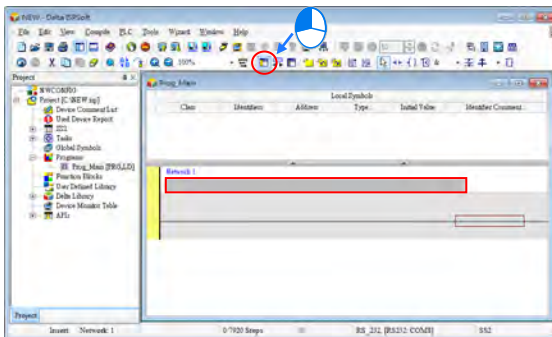 NEW - Delta ISPSoft
File Edit View Compile PLC Tools Wizard Window Help
100%
Project
NWCONFIG
Project [C:\NEW.isp]
Device Comment List
Used Device Report
SS2
Tasks
Global Symbols
Programs
Prog_Main [PRG,LD]
Function Blocks
User Defined Library
Delta Library
Device Monitor Table
APIs
Project
Prog_Main
Local Symbols
Class Identifiers Address Type... Initial Value Identifier Comment...
Network 1
Insert Network: 1 0/7920 Steps RS_232, [RS232: COM3] SS2